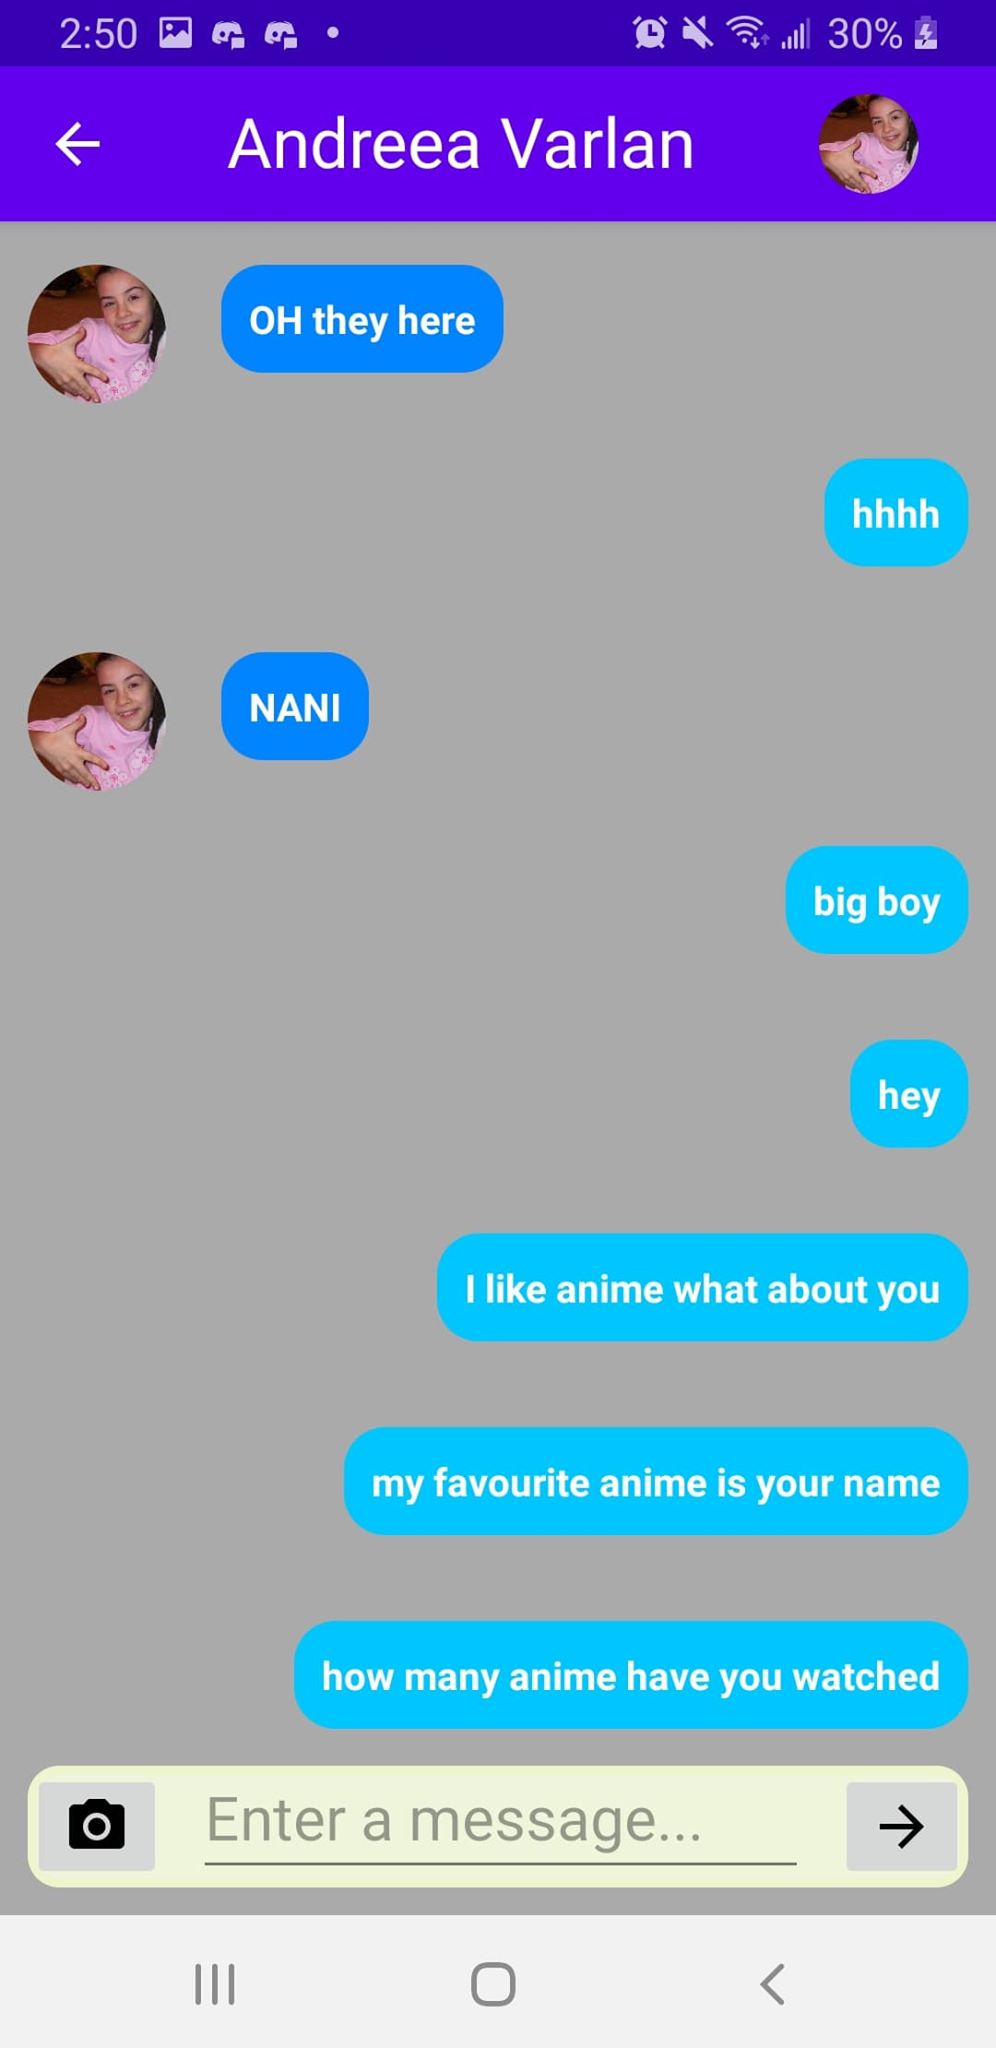 2:50 30%
Andreea Varlan
OH they here
hhhh
NANI
big boy
hey
I like anime what about you
my favourite anime is your name
how many anime have you watched
Enter a message...